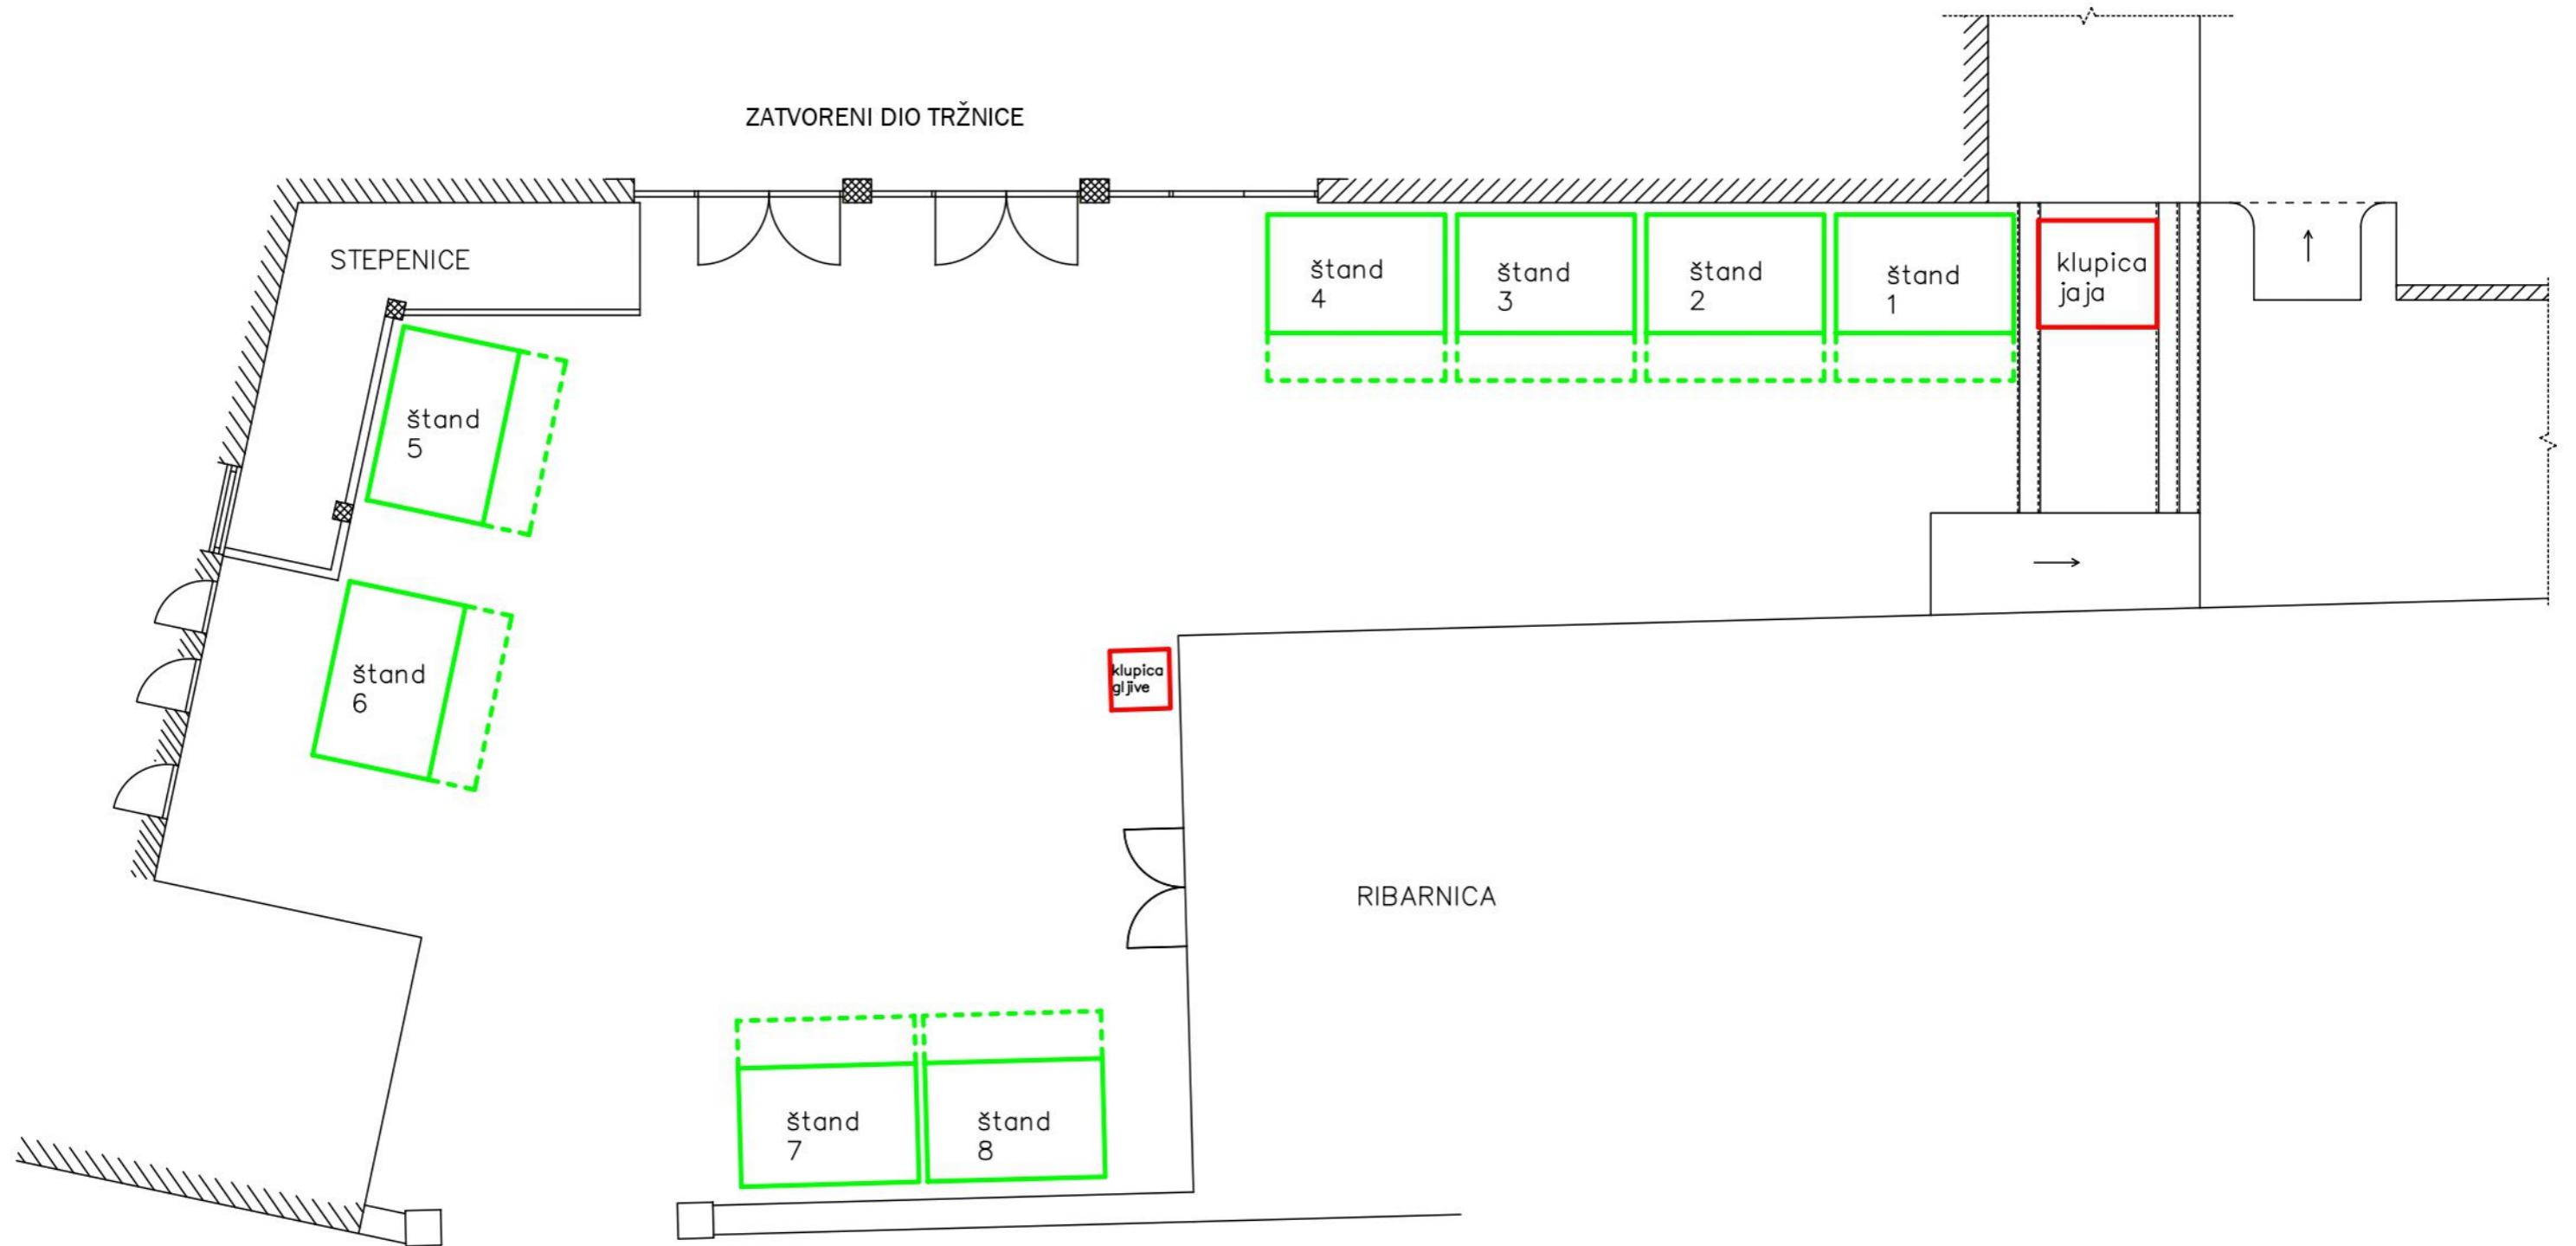 ZATVORENI DIO TRŽNICE
STEPENICE
štand
4
štand
3
štand
2
štand
1
klupica
jaja
štand
5
štand
6
klupica
gljive
RIBARNICA
štand
7
štand
8